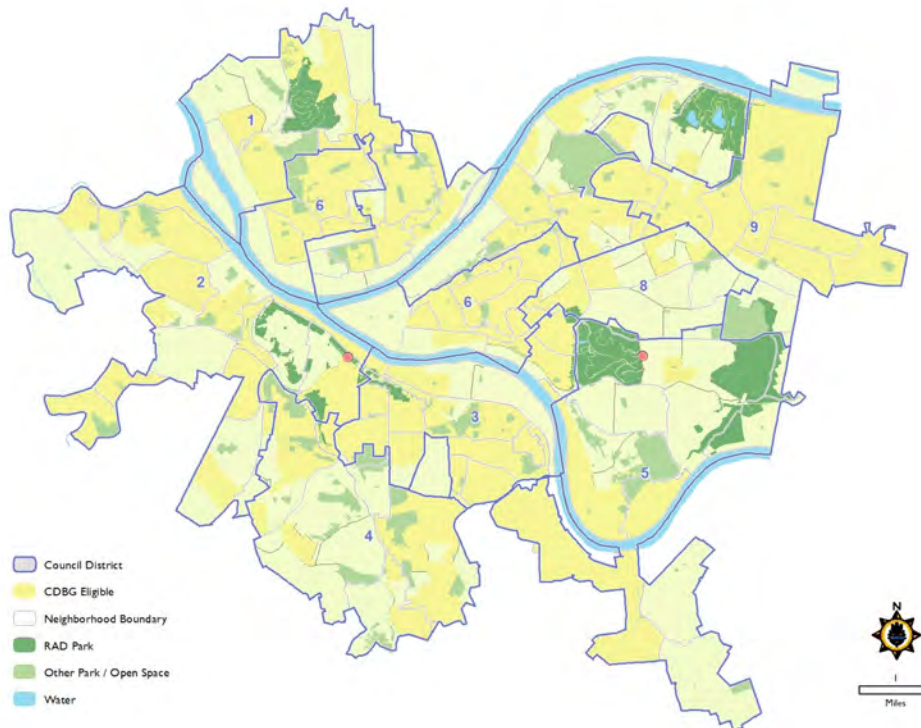 1
7
6
9
2
8
6
3
5
4
Council District
CDBG Eligible
Neighborhood Boundary
RAD Park
Other Park / Open Space
Water
N
1
Miles